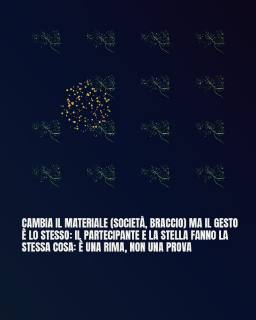 CAMBIA IL MATERIALE (SOCIETÀ, BRACCIO) MA IL GESTO
È LO STESSO: IL PARTECIPANTE E LA STELLA FANNO LA
STESSA COSA: È UNA RIMA, NON UNA PROVA